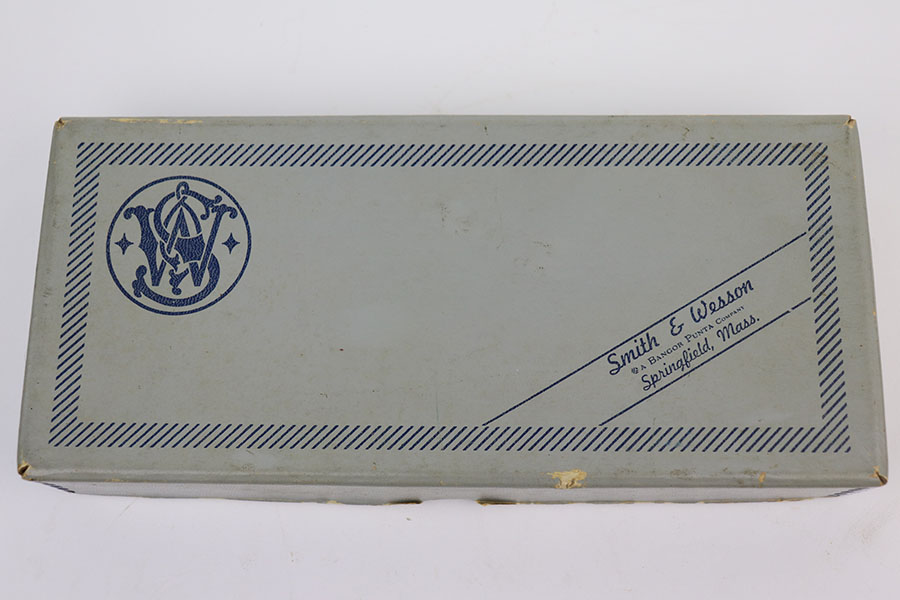 S&W
Smith & Wesson
A Bangor Punta Company
Springfield, Mass.